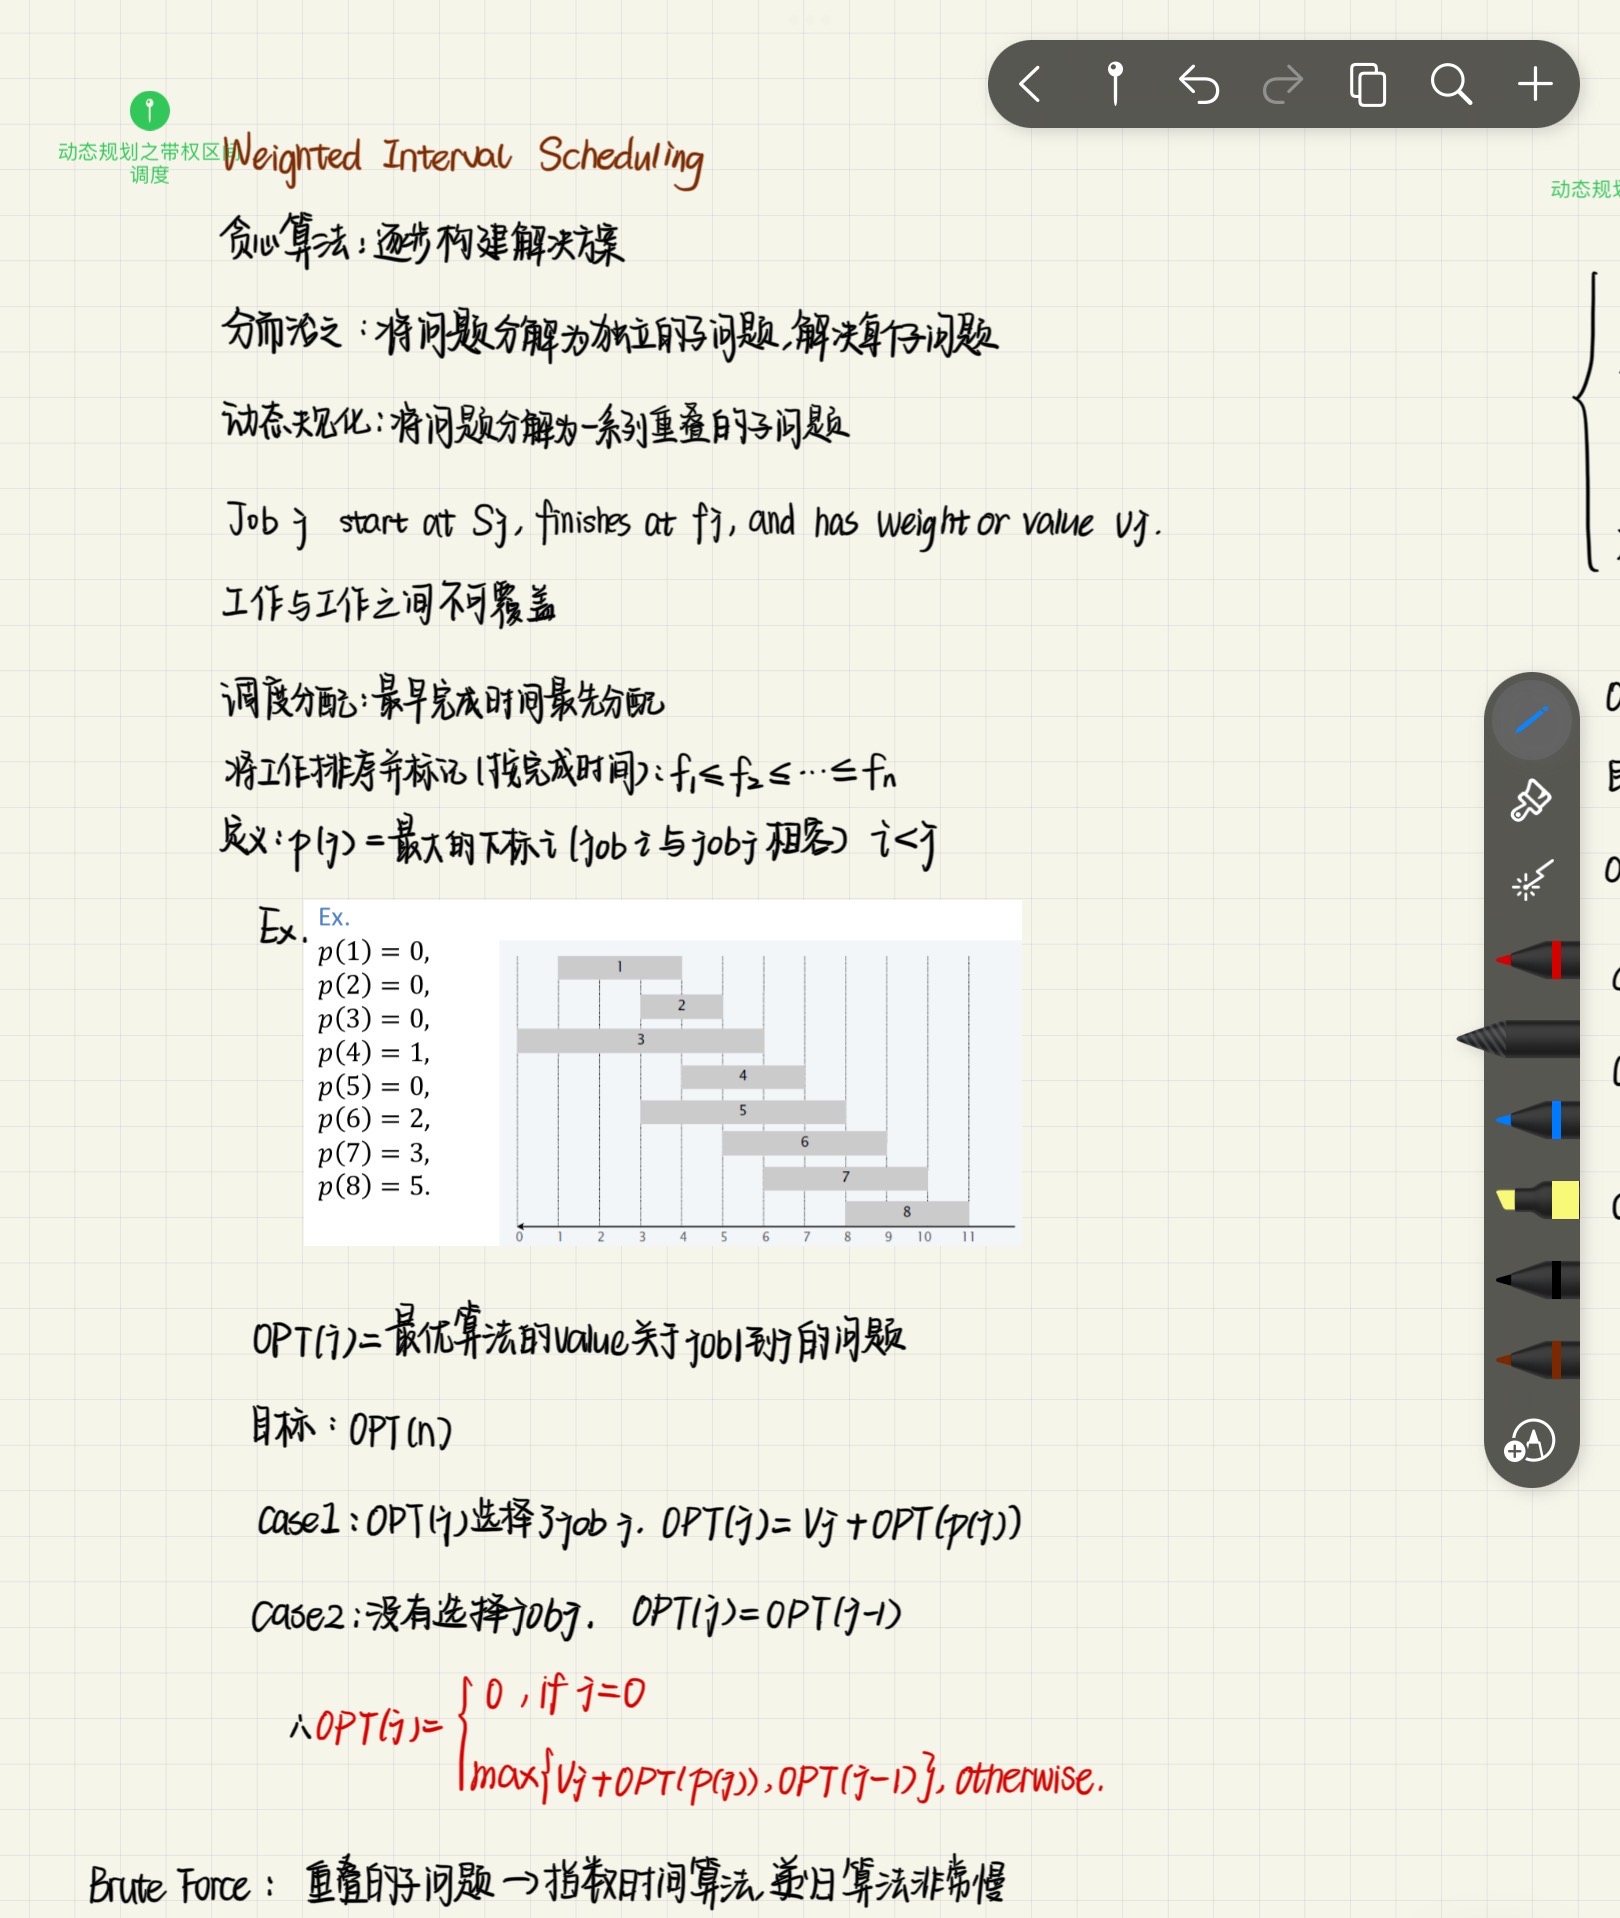 动态规划之带权区间
调度
Weighted Interval Scheduling
动态规划
贪心算法：逐步构建解决方案
分而治之：将问题分解为独立的子问题，解决每个子问题
动态规化：将问题分解为一系列重叠的子问题
Job j start at Sj, finishes at fj, and has weight or value vj.
工作与工作之间不可覆盖
调度分配：最早完成时间最先分配
将工作排序并标记（按完成时间）：f₁ ≤ f₂ ≤ … ≤ fn
定义：p(j) = 最大的下标 i (job i 与 job j 相容) i<j
Ex.
Ex.
p(1) = 0,
p(2) = 0,
p(3) = 0,
p(4) = 1,
p(5) = 0,
p(6) = 2,
p(7) = 3,
p(8) = 5.
1
2
3
4
5
6
7
8
0 1 2 3 4 5 6 7 8 9 10 11
OPT(j) = 最优算法的value关于job1到j的问题
目标：OPT(n)
Case1：OPT(j)选择了job j. OPT(j) = Vj + OPT(p(j))
Case2：没有选择job j. OPT(j) = OPT(j-1)
∴ OPT(j) = { 0 , if j=0
max{Vj + OPT(p(j)), OPT(j-1)}, otherwise.
Brute Force： 重叠的子问题 → 指数时间算法，递归算法非常慢